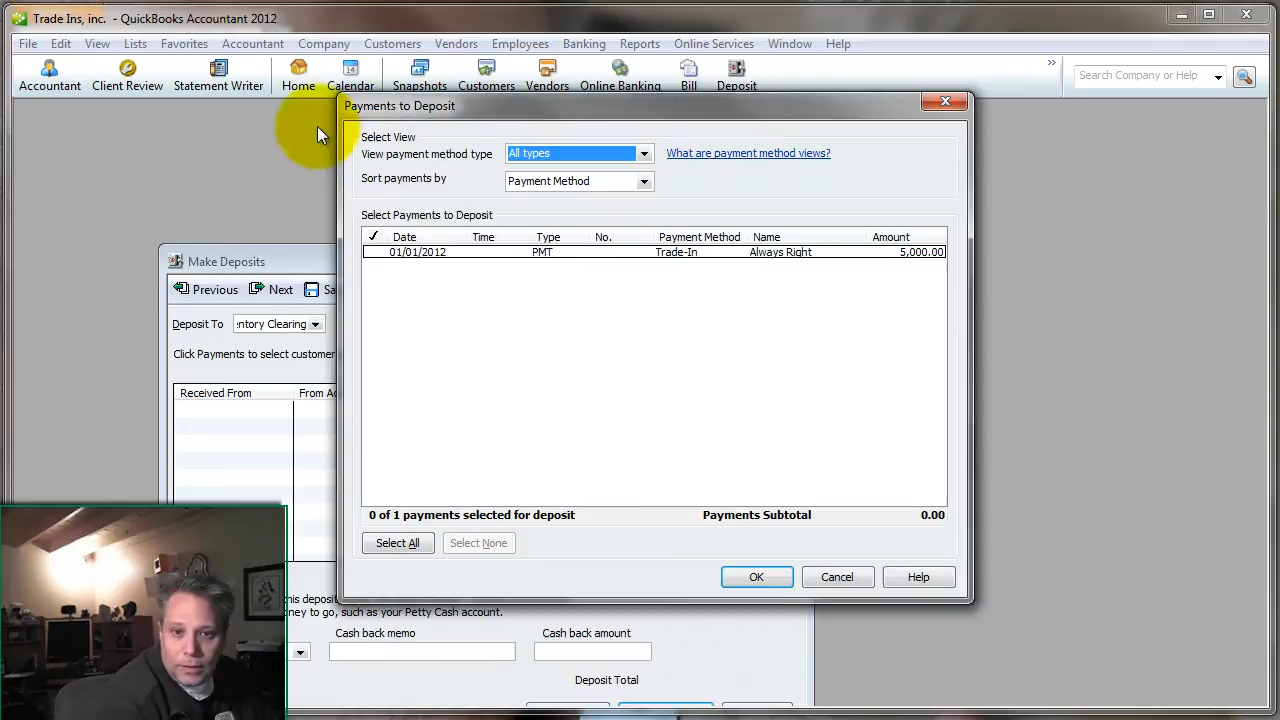 Trade Ins, inc. - QuickBooks Accountant 2012
File Edit View Lists Favorites Accountant Company Customers Vendors Employees Banking Reports Online Services Window Help
14
Accountant Client Review Statement Writer Home Calendar Snapshots Customers Vendors Online Banking Bill Deposit
Search Company or Help
Payments to Deposit
Select View
View payment method type All types What are payment method views?
Sort payments by Payment Method
Select Payments to Deposit
✓ Date Time Type No. Payment Method Name Amount
01/01/2012 PMT Trade-In Always Right 5,000.00
0 of 1 payments selected for deposit Payments Subtotal 0.00
Select All Select None
OK Cancel Help
Make Deposits
Previous Next Sa
Deposit To entory Clearing
Click Payments to select customer
Received From From Ac
his deposit
ney to go, such as your Petty Cash account.
Cash back memo Cash back amount
Deposit Total